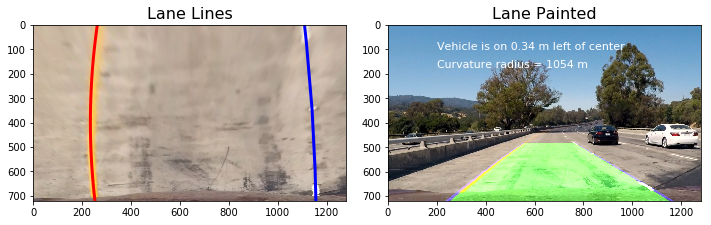 Lane Lines
0
100
200
300
400
500
600
700
0 200 400 600 800 1000 1200
Lane Painted
Vehicle is on 0.34 m left of center
Curvature radius = 1054 m
0
100
200
300
400
500
600
700
0 200 400 600 800 1000 1200